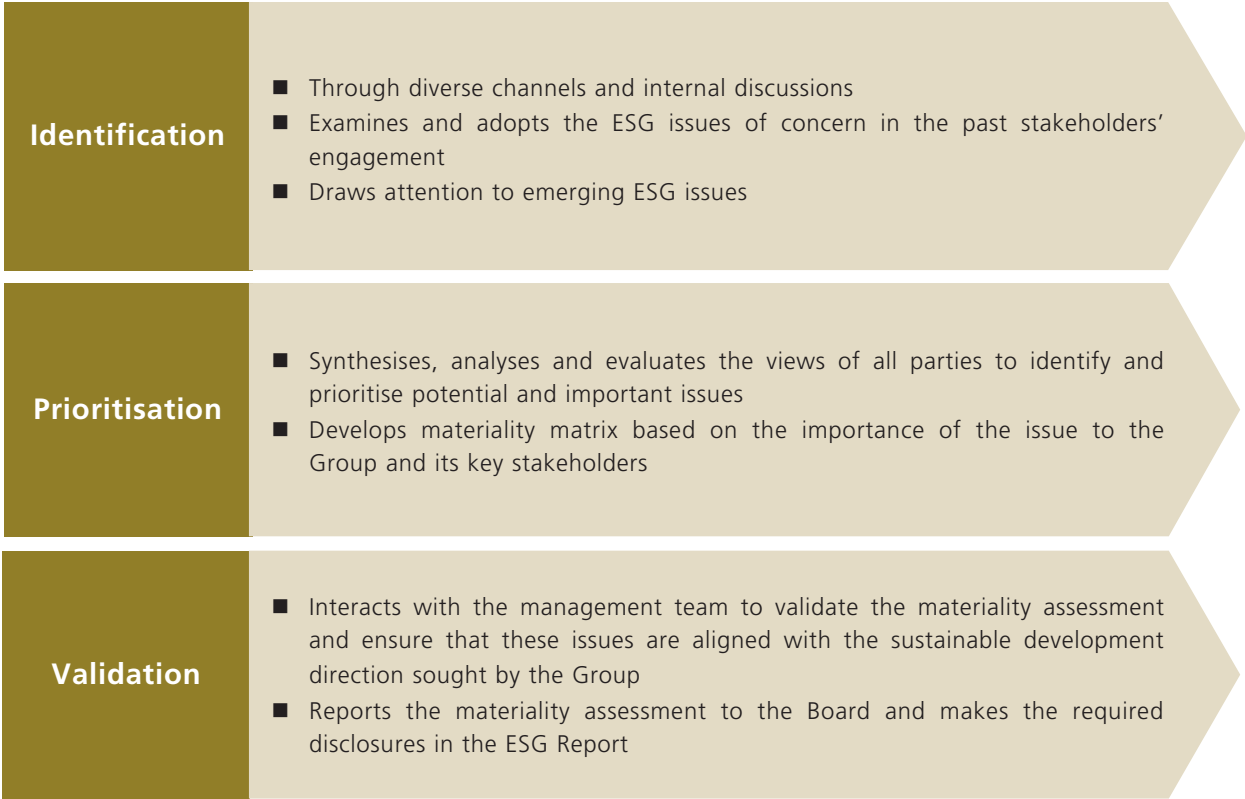 Identification
■ Through diverse channels and internal discussions
■ Examines and adopts the ESG issues of concern in the past stakeholders’
engagement
■ Draws attention to emerging ESG issues
Prioritisation
■ Synthesises, analyses and evaluates the views of all parties to identify and
prioritise potential and important issues
■ Develops materiality matrix based on the importance of the issue to the
Group and its key stakeholders
Validation
■ Interacts with the management team to validate the materiality assessment
and ensure that these issues are aligned with the sustainable development
direction sought by the Group
■ Reports the materiality assessment to the Board and makes the required
disclosures in the ESG Report